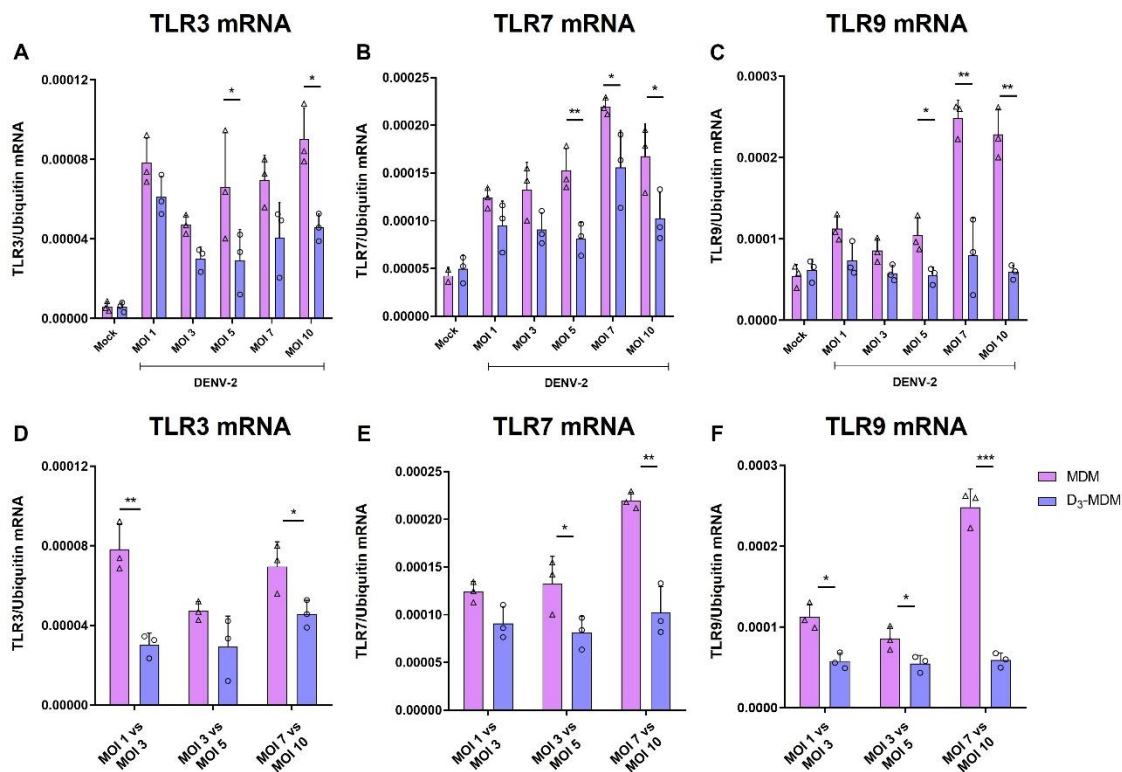 TLR3 mRNA
TLR7 mRNA
TLR9 mRNA
A
TLR3/Ubiquitin mRNA
0.00012
0.00008
0.00004
0.00000
*
*
Mock
MOI 1
MOI 3
MOI 5
MOI 7
MOI 10
DENV-2
B
TLR7/Ubiquitin mRNA
0.00025
0.00020
0.00015
0.00010
0.00005
0.00000
**
*
*
Mock
MOI 1
MOI 3
MOI 5
MOI 7
MOI 10
DENV-2
C
TLR9/Ubiquitin mRNA
0.0003
0.0002
0.0001
0.0000
*
**
**
Mock
MOI 1
MOI 3
MOI 5
MOI 7
MOI 10
DENV-2
D
TLR3 mRNA
TLR3/Ubiquitin mRNA
0.00012
0.00008
0.00004
0.00000
**
*
MOI 1 vs
MOI 3
MOI 3 vs
MOI 5
MOI 7 vs
MOI 10
E
TLR7 mRNA
TLR7/Ubiquitin mRNA
0.00025
0.00020
0.00015
0.00010
0.00005
0.00000
*
**
MOI 1 vs
MOI 3
MOI 3 vs
MOI 5
MOI 7 vs
MOI 10
F
TLR9 mRNA
TLR9/Ubiquitin mRNA
0.0003
0.0002
0.0001
0.0000
*
*
***
MOI 1 vs
MOI 3
MOI 3 vs
MOI 5
MOI 7 vs
MOI 10
MDM
D₃-MDM